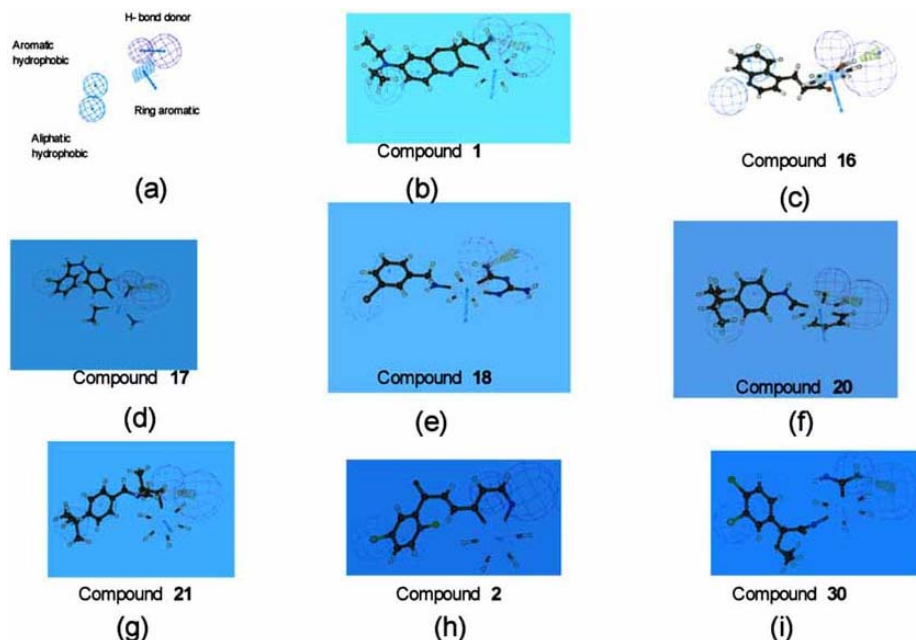 H- bond donor
Aromatic
hydrophobic
Ring aromatic
Aliphatic
hydrophobic
(a)
Compound 1
(b)
Compound 16
(c)
Compound 17
(d)
Compound 18
(e)
Compound 20
(f)
Compound 21
(g)
Compound 2
(h)
Compound 30
(i)